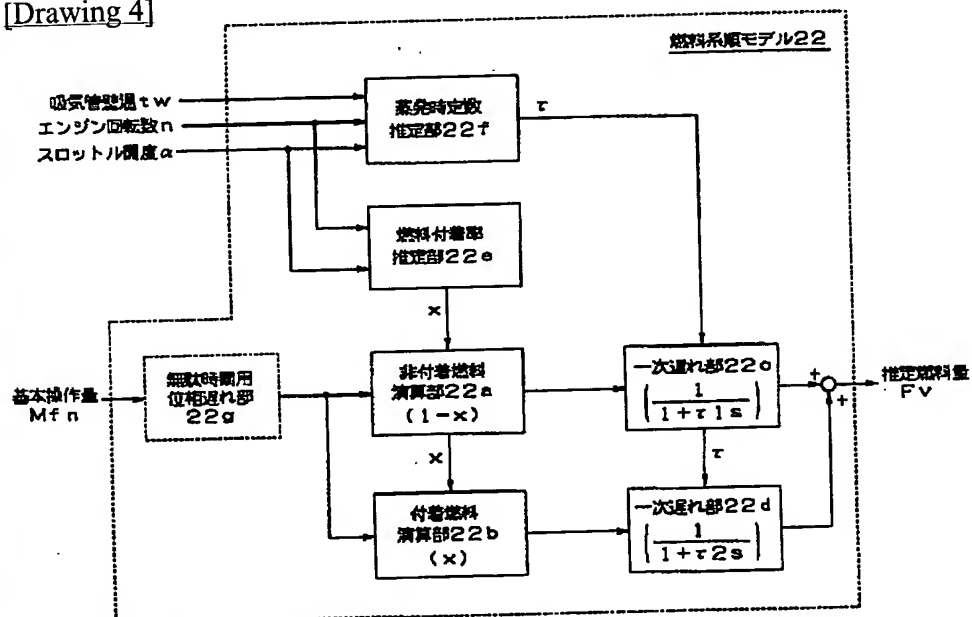 [Drawing 4]
燃料系順モデル22
吸気管壁温tw
エンジン回転数n
スロットル開度α
蒸発時定数
推定部22f
τ
燃料付着率
推定部22e
x
基本操作量
Mfn
無駄時間用
位相遅れ部
22g
非付着燃料
演算部22a
(1-x)
一次遅れ部22c
(1/(1+τ1s))
+
+
推定燃料量
Fv
x
τ
付着燃料
演算部22b
(x)
一次遅れ部22d
(1/(1+τ2s))